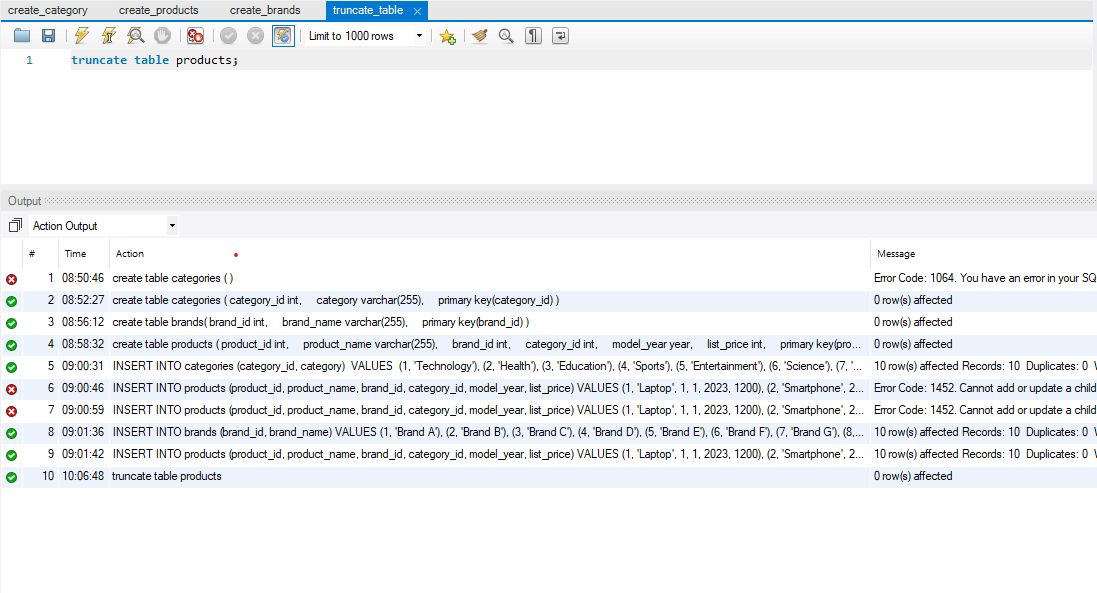 create_category create_products create_brands truncate_table
Limit to 1000 rows
1 truncate table products;
Output
Action Output
# Time Action Message
1 08:50:46 create table categories ( ) Error Code: 1064. You have an error in your SQ
2 08:52:27 create table categories ( category_id int, category varchar(255), primary key(category_id) ) 0 row(s) affected
3 08:56:12 create table brands( brand_id int, brand_name varchar(255), primary key(brand_id) ) 0 row(s) affected
4 08:58:32 create table products ( product_id int, product_name varchar(255), brand_id int, category_id int, model_year year, list_price int, primary key(pro... 0 row(s) affected
5 09:00:31 INSERT INTO categories (category_id, category) VALUES (1, 'Technology'), (2, 'Health'), (3, 'Education'), (4, 'Sports'), (5, 'Entertainment'), (6, 'Science'), (7, '... 10 row(s) affected Records: 10 Duplicates: 0 W
6 09:00:46 INSERT INTO products (product_id, product_name, brand_id, category_id, model_year, list_price) VALUES (1, 'Laptop', 1, 1, 2023, 1200), (2, 'Smartphone', 2... Error Code: 1452. Cannot add or update a child
7 09:00:59 INSERT INTO products (product_id, product_name, brand_id, category_id, model_year, list_price) VALUES (1, 'Laptop', 1, 1, 2023, 1200), (2, 'Smartphone', 2... Error Code: 1452. Cannot add or update a child
8 09:01:36 INSERT INTO brands (brand_id, brand_name) VALUES (1, 'Brand A'), (2, 'Brand B'), (3, 'Brand C'), (4, 'Brand D'), (5, 'Brand E'), (6, 'Brand F'), (7, 'Brand G'), (8,... 10 row(s) affected Records: 10 Duplicates: 0 W
9 09:01:42 INSERT INTO products (product_id, product_name, brand_id, category_id, model_year, list_price) VALUES (1, 'Laptop', 1, 1, 2023, 1200), (2, 'Smartphone', 2... 10 row(s) affected Records: 10 Duplicates: 0 W
10 10:06:48 truncate table products 0 row(s) affected